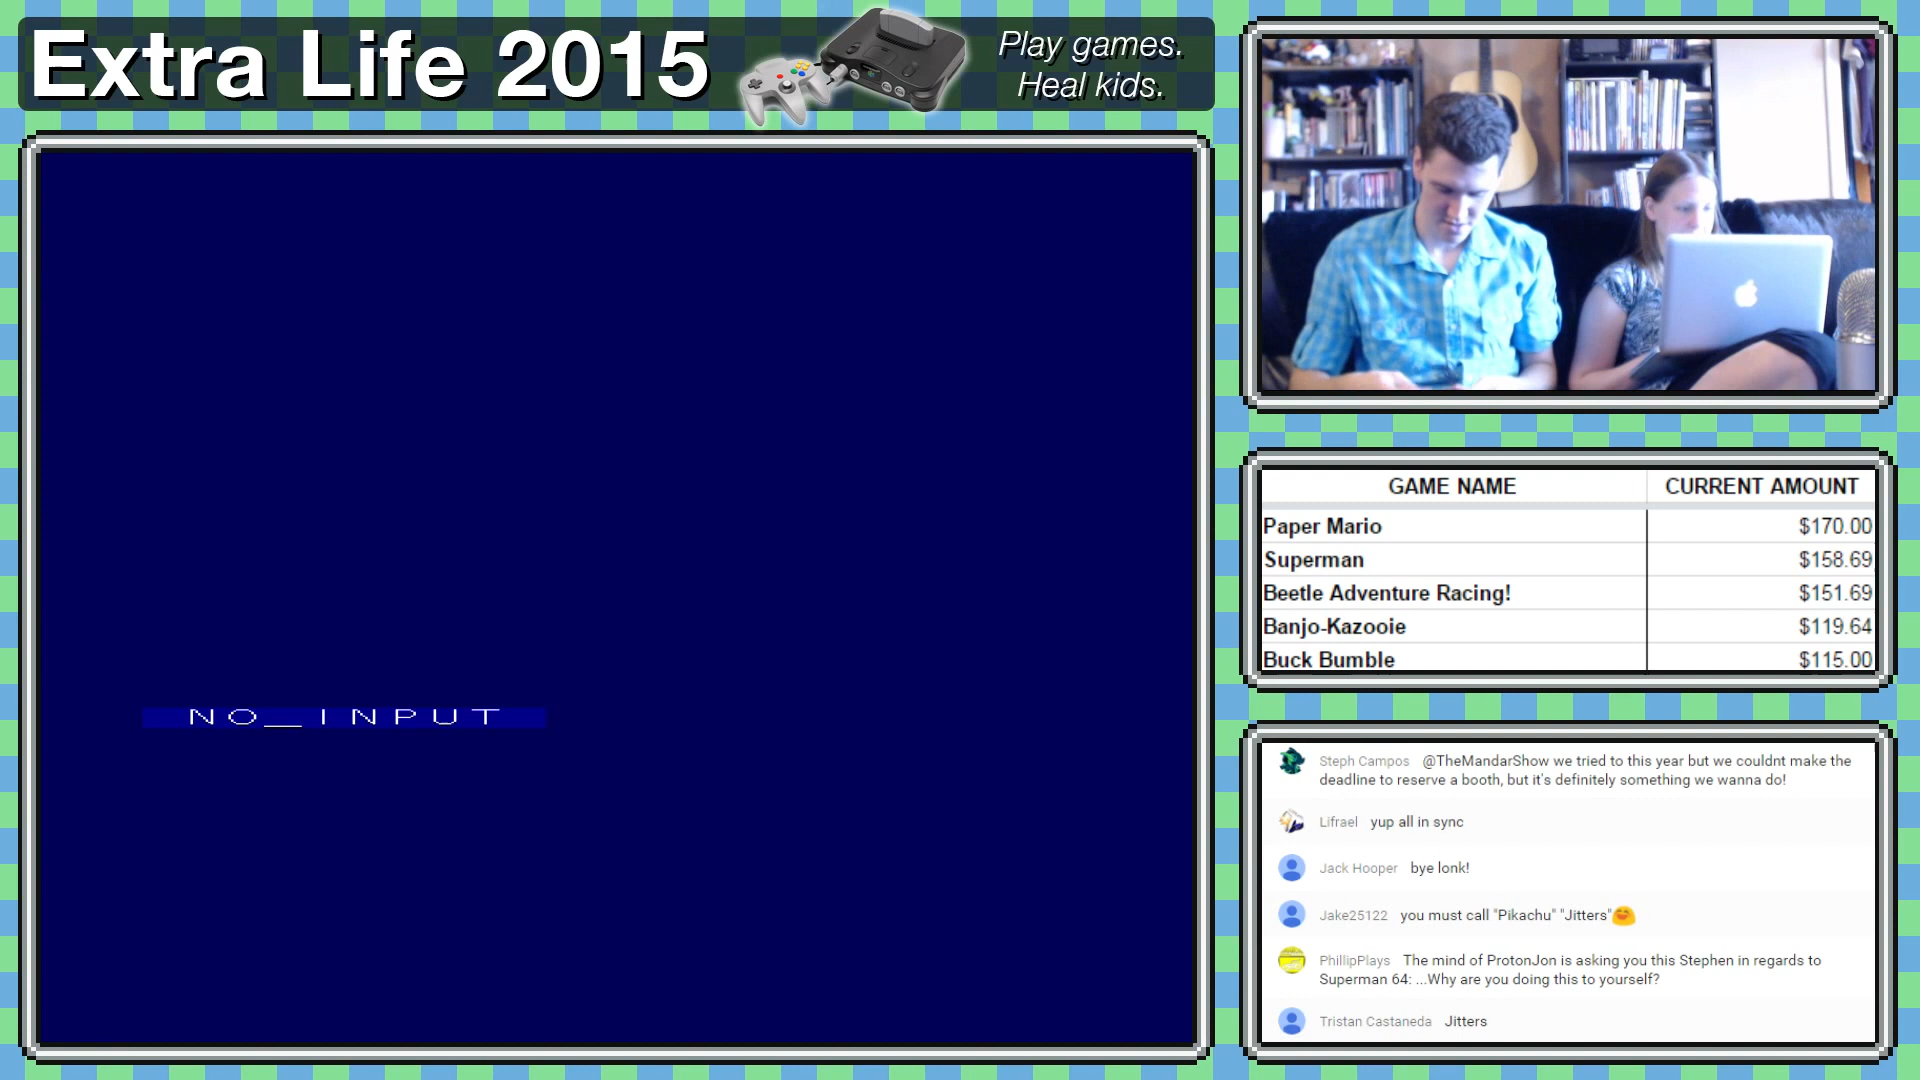 Extra Life 2015
Play games.
Heal kids.
NO_INPUT
GAME NAME CURRENT AMOUNT
Paper Mario $170.00
Superman $158.69
Beetle Adventure Racing! $151.69
Banjo-Kazooie $119.64
Buck Bumble $115.00
Steph Campos @TheMandarShow we tried to this year but we couldnt make the
deadline to reserve a booth, but it's definitely something we wanna do!
Lifrael yup all in sync
Jack Hooper bye lonk!
Jake25122 you must call "Pikachu" "Jitters"
PhillipPlays The mind of ProtonJon is asking you this Stephen in regards to
Superman 64: ...Why are you doing this to yourself?
Tristan Castaneda Jitters